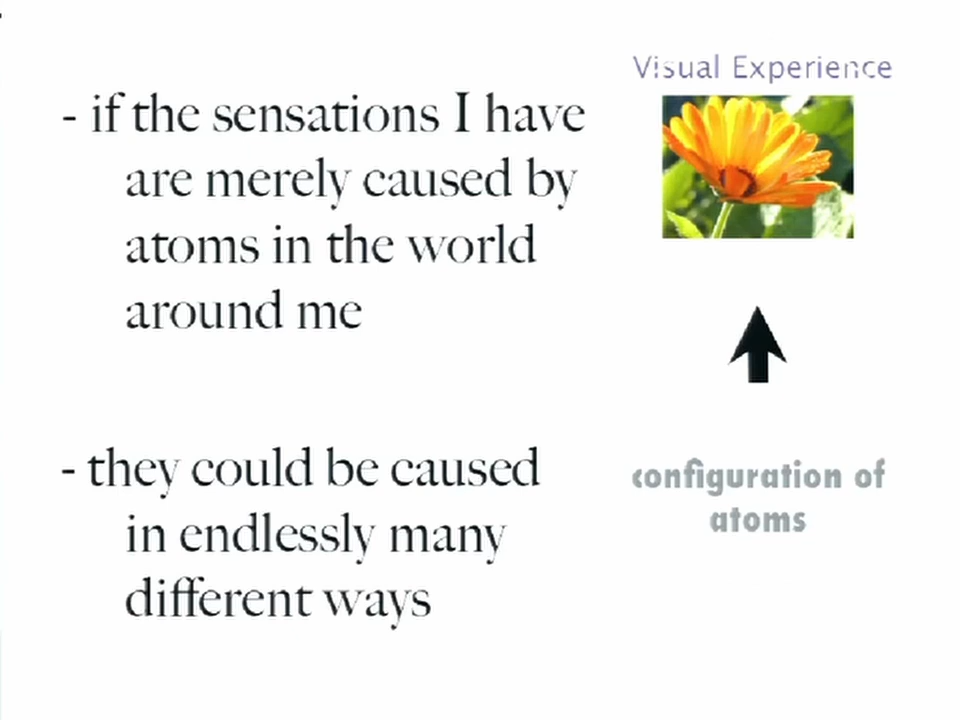 - if the sensations I have
are merely caused by
atoms in the world
around me
- they could be caused
in endlessly many
different ways
Visual Experience
configuration of
atoms